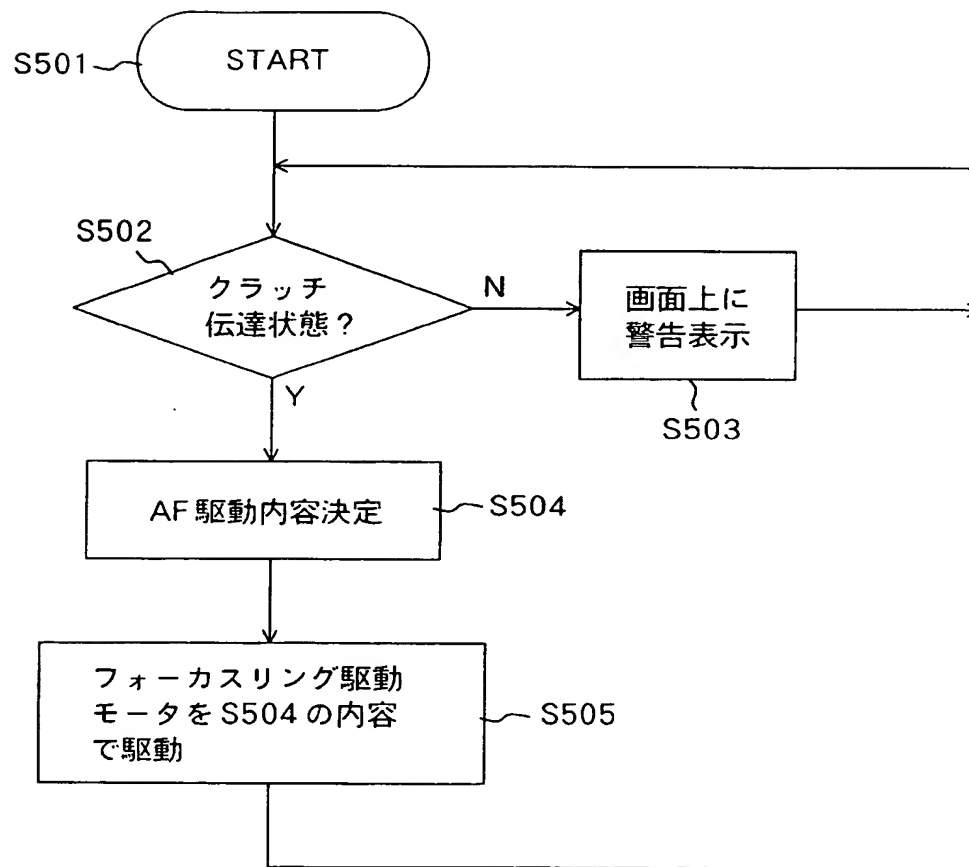 S501
START
S502
クラッチ
伝達状態？
N
画面上に
警告表示
S503
Y
AF駆動内容決定
S504
フォーカスリング駆動
モータをS504の内容
で駆動
S505